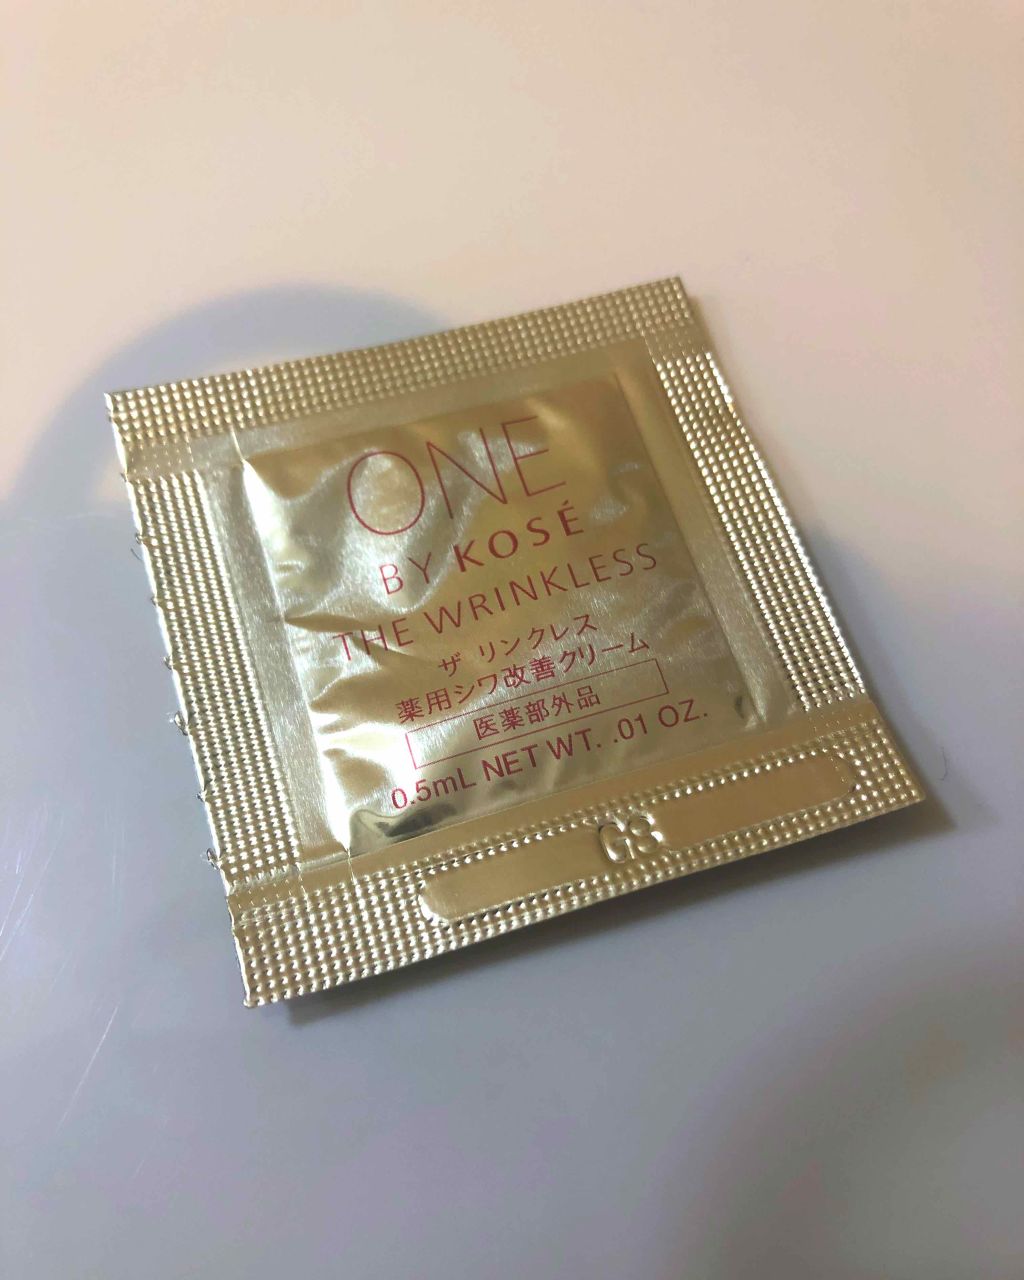 ONE
BY KOSÉ
THE WRINKLESS
ザ リンクレス
薬用シワ改善クリーム
医薬部外品
0.5mL NET WT. .01 OZ.
G8